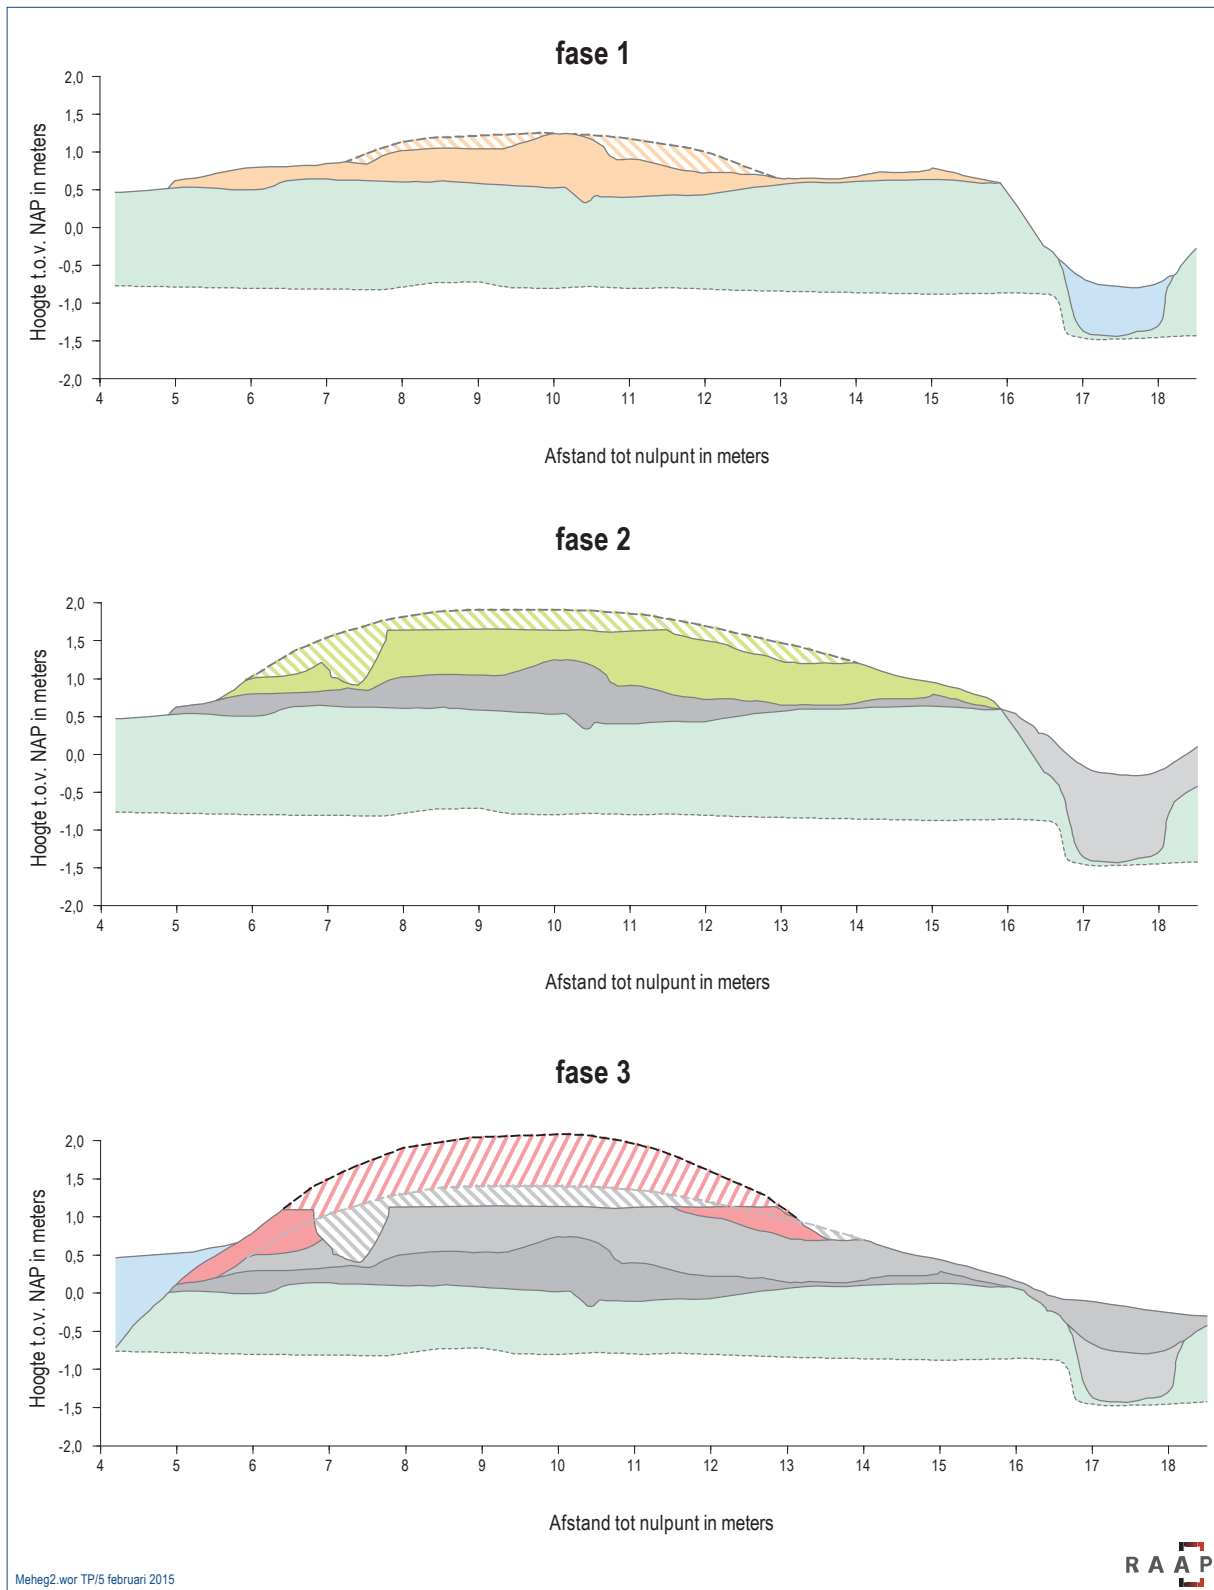 fase 1
Hoogte t.o.v. NAP in meters
2,0
1,5
1,0
0,5
0,0
-0,5
-1,0
-1,5
-2,0
4 5 6 7 8 9 10 11 12 13 14 15 16 17 18
Afstand tot nulpunt in meters
fase 2
Hoogte t.o.v. NAP in meters
2,0
1,5
1,0
0,5
0,0
-0,5
-1,0
-1,5
-2,0
4 5 6 7 8 9 10 11 12 13 14 15 16 17 18
Afstand tot nulpunt in meters
fase 3
Hoogte t.o.v. NAP in meters
2,0
1,5
1,0
0,5
0,0
-0,5
-1,0
-1,5
-2,0
4 5 6 7 8 9 10 11 12 13 14 15 16 17 18
Afstand tot nulpunt in meters
RAAP
Meheg2.wor TP/5 februari 2015